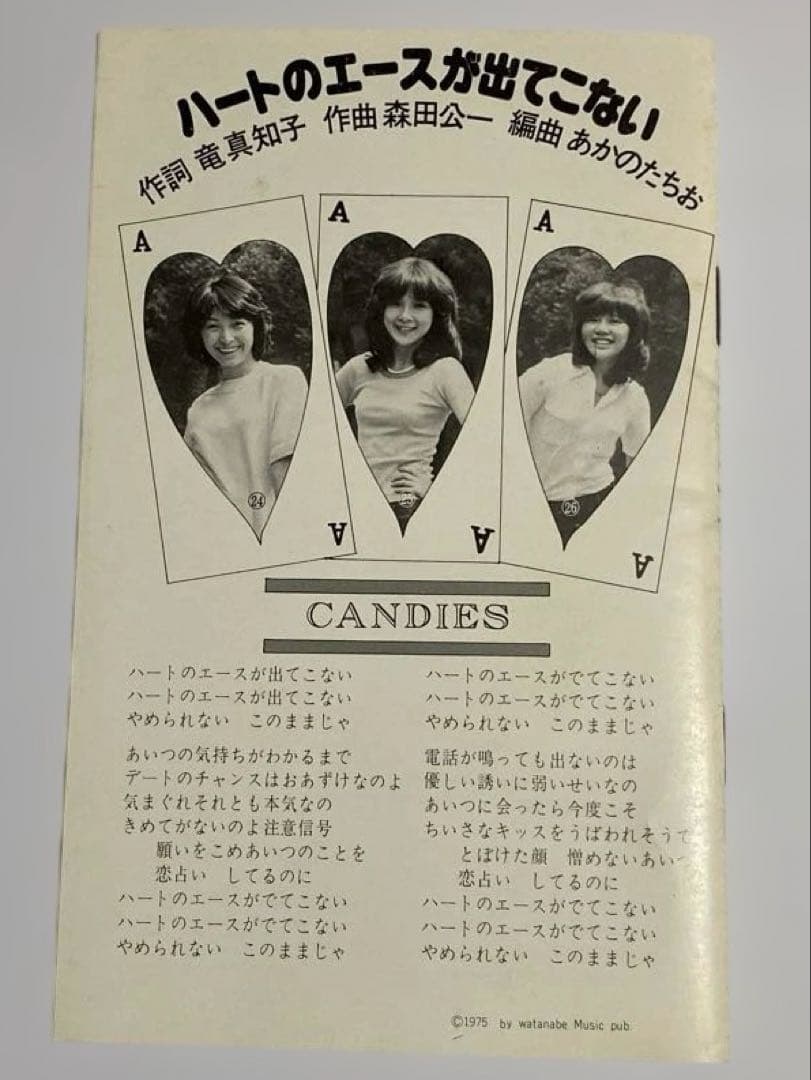 ハートのエースが出てこない
作詞 竜真知子 作曲 森田公一 編曲 あかのたちお
A
A
A
㉔
㉖
A
A
A
CANDIES
ハートのエースが出てこない
ハートのエースが出てこない
やめられない このままじゃ
あいつの気持ちがわかるまで
デートのチャンスはおあずけなのよ
気まぐれそれとも本気なの
きめてがないのよ注意信号
願いをこめあいつのことを
恋占い してるのに
ハートのエースがでてこない
ハートのエースがでてこない
やめられない このままじゃ
ハートのエースがでてこない
ハートのエースがでてこない
やめられない このままじゃ
電話が鳴っても出ないのは
優しい誘いに弱いせいなの
あいつに会ったら今度こそ
ちいさなキッスをうばわれそうで
とぼけた顔 憎めないあいつ
恋占い してるのに
ハートのエースがでてこない
ハートのエースがでてこない
やめられない このままじゃ
©1975 by watanabe Music pub.